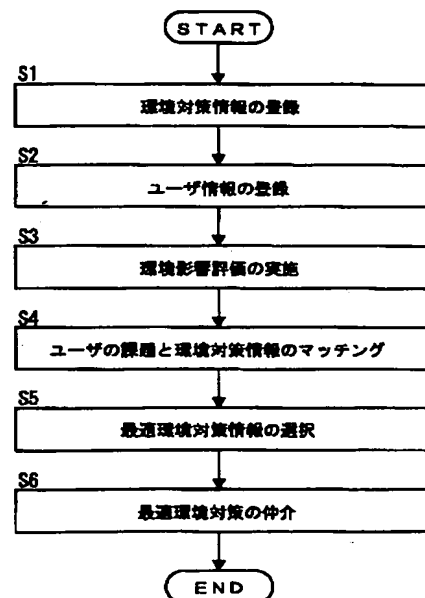 START
S1
環境対策情報の登録
S2
ユーザ情報の登録
S3
環境影響評価の実施
S4
ユーザの課題と環境対策情報のマッチング
S5
最適環境対策情報の選択
S6
最適環境対策の仲介
END